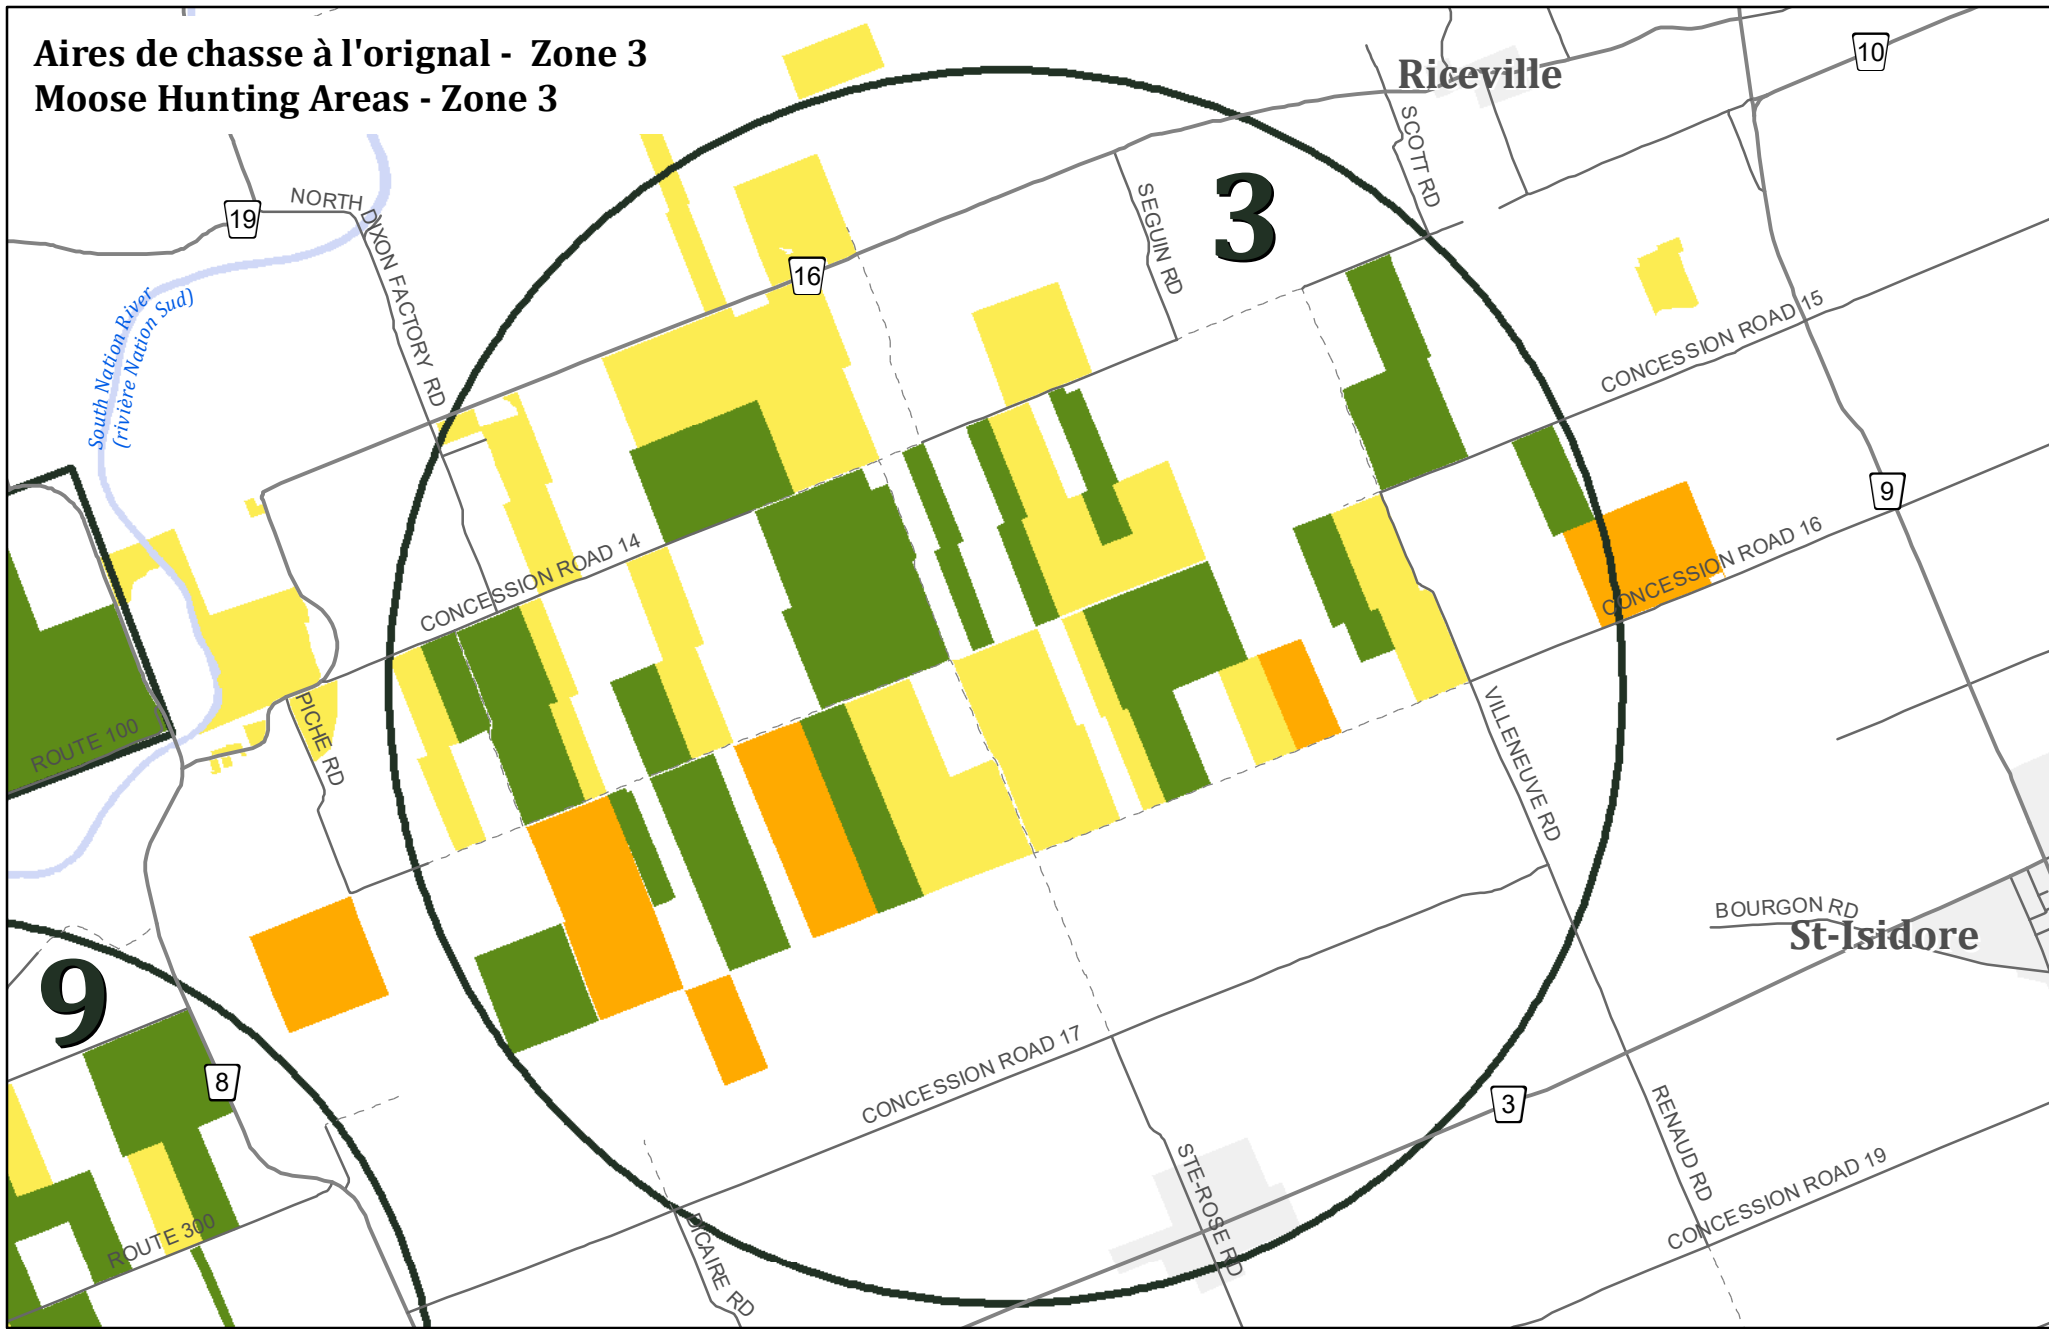 Aires de chasse à l'orignal - Zone 3
Moose Hunting Areas - Zone 3
Riceville
10
SCOTT RD
3
SEGUIN RD
NORTH
19
DIXON FACTORY RD
16
South Nation River
(rivière Nation Sud)
CONCESSION ROAD 15
9
CONCESSION ROAD 14
CONCESSION ROAD 16
ROUTE 100
PICHE RD
VILLENEUVE RD
BOURGON RD
St-Isidore
9
8
CONCESSION ROAD 17
3
RENAUD RD
STE-ROSE RD
CONCESSION ROAD 19
ROUTE 300
DICAIRE RD